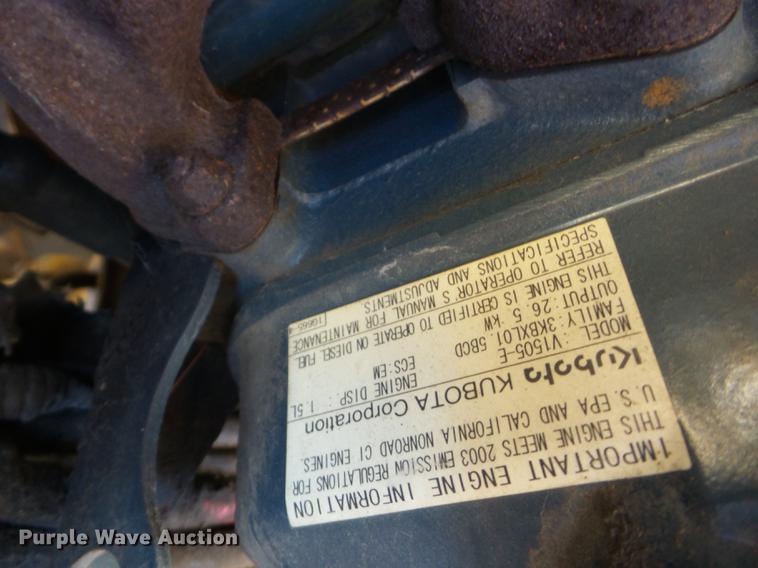 IMPORTANT ENGINE INFORMATION
THIS ENGINE MEETS 2003 EMISSION REGULATIONS FOR
U.S. EPA AND CALIFORNIA NONROAD CI ENGINES.
Kubota KUBOTA Corporation
MODEL: V1505-E ENGINE DISP.: 1.5L
FAMILY: 3KBXL01.5BCD ECS:EM
OUTPUT: 26.5 kW
THIS ENGINE IS CERTIFIED TO OPERATE ON DIESEL FUEL
REFER TO OPERATOR'S MANUAL FOR MAINTENANCE
SPECIFICATIONS AND ADJUSTMENTS.
Purple Wave Auction